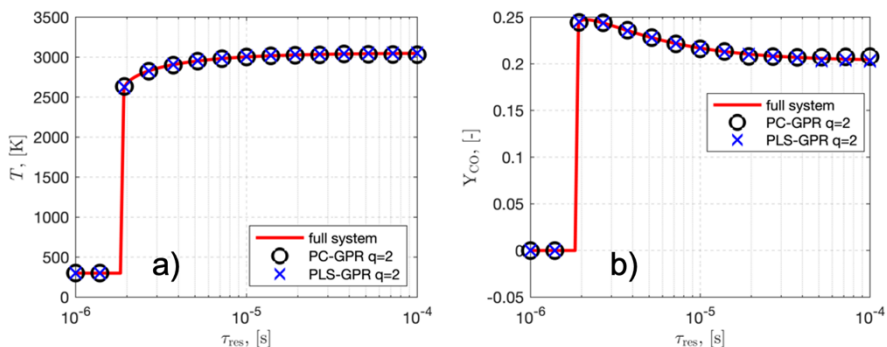 3500
3000
2500
2000
1500
1000
500
0
T, [K]
full system
PC-GPR q=2
PLS-GPR q=2
a)
10^-6
10^-5
10^-4
τres, [s]
0.25
0.2
0.15
0.1
0.05
0
-0.05
YCO, [-]
full system
PC-GPR q=2
PLS-GPR q=2
b)
10^-6
10^-5
10^-4
τres, [s]